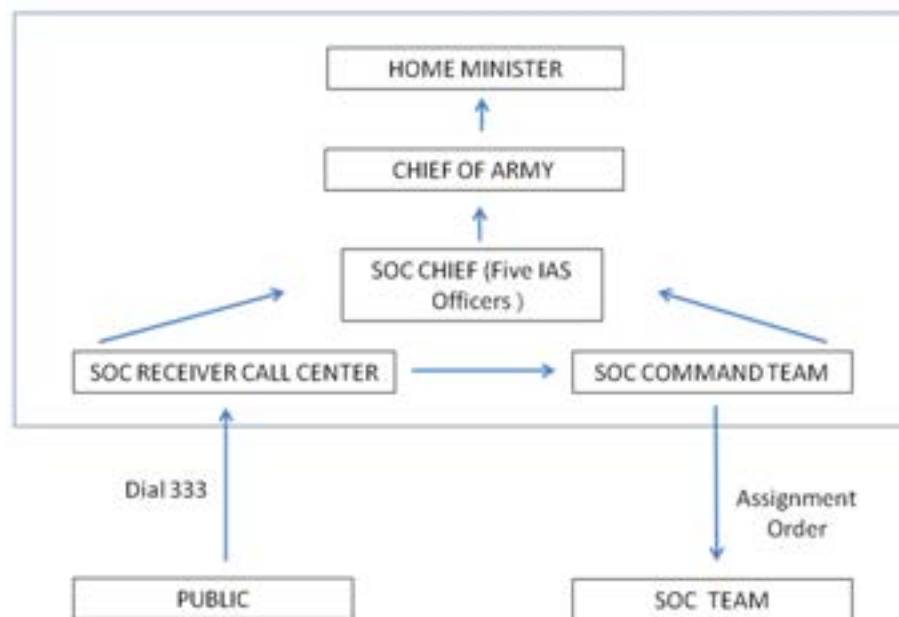 HOME MINISTER
CHIEF OF ARMY
SOC CHIEF (Five IAS
Officers )
SOC RECEIVER CALL CENTER
SOC COMMAND TEAM
Dial 333
Assignment
Order
PUBLIC
SOC TEAM